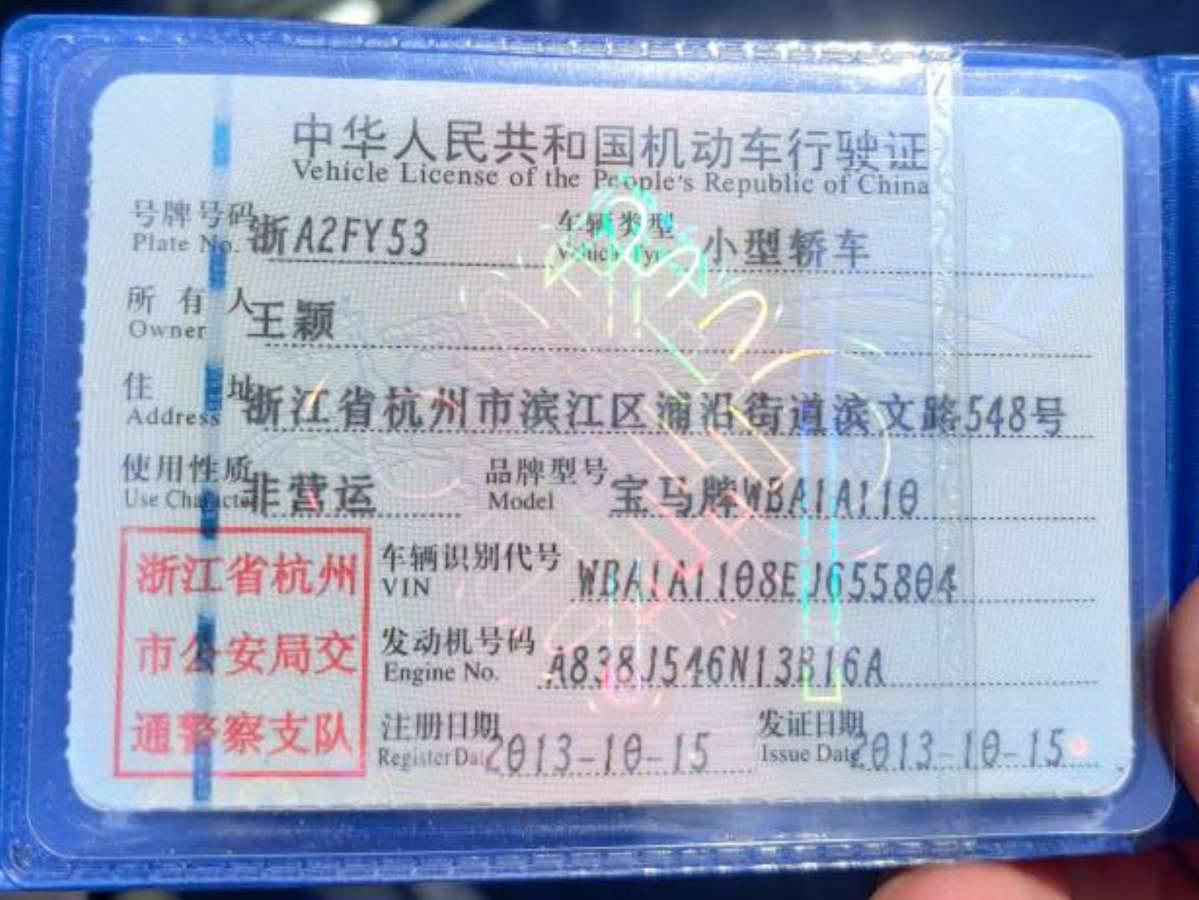 中华人民共和国机动车行驶证
Vehicle License of the People's Republic of China
号牌号码 浙A2FY53 车辆类型 小型轿车
Plate No. Vehicle Type
所有人 王颖
Owner
住址 浙江省杭州市滨江区浦沿街道滨文路548号
Address
使用性质 非营运 品牌型号 宝马牌WBA1A110
Use Character Model
浙江省杭州 车辆识别代号 WBA1A1108EJ655804
VIN
市公安局交 发动机号码 A838J546N13B16A
Engine No.
通警察支队 注册日期 2013-10-15 发证日期 2013-10-15
Register Date Issue Date